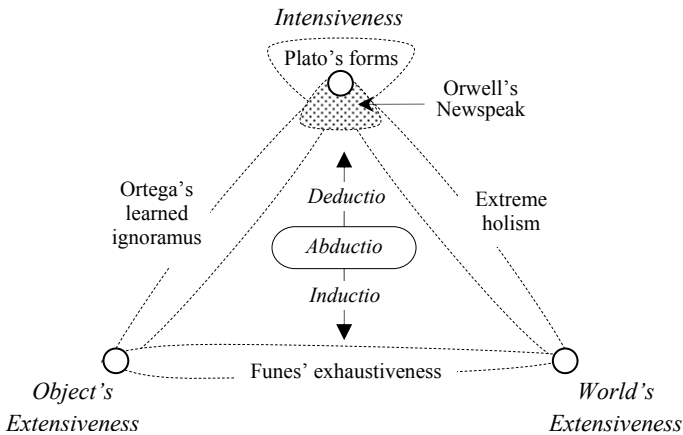 Intensiveness
Plato's forms
Orwell's
Newspeak
Ortega's
learned
ignoramus
Deductio
Extreme
holism
Abductio
Inductio
Funes' exhaustiveness
Object's
Extensiveness
World's
Extensiveness